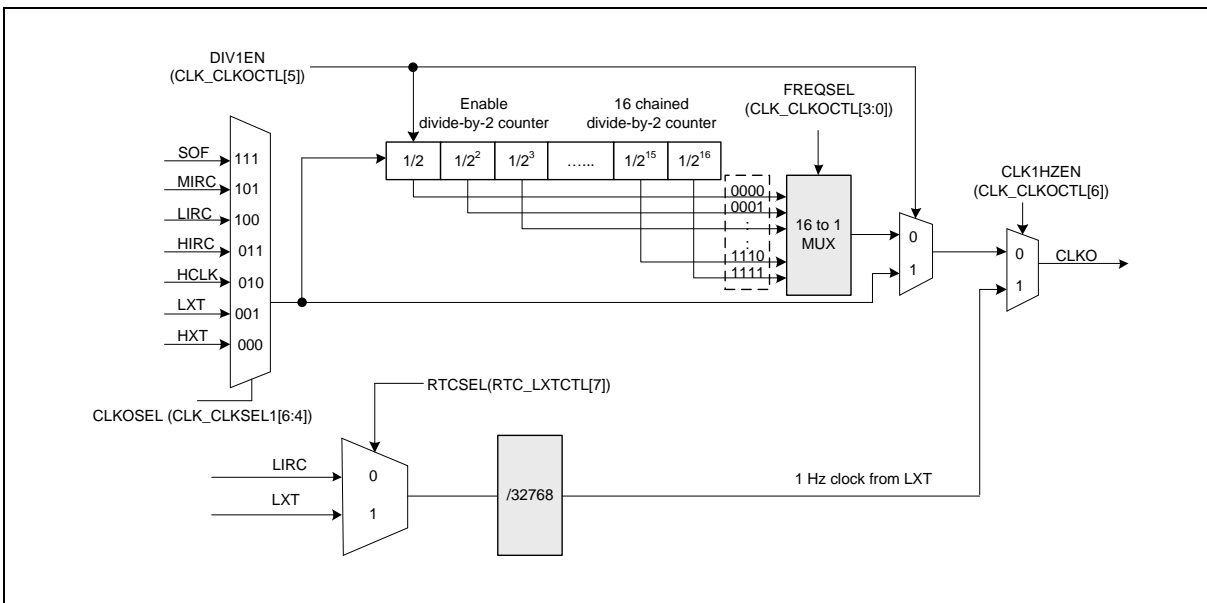 DIV1EN
(CLK_CLKOCTL[5])
Enable
divide-by-2 counter
16 chained
divide-by-2 counter
FREQSEL
(CLK_CLKOCTL[3:0])
1/2 1/2² 1/2³ …... 1/2¹⁵ 1/2¹⁶
SOF 111
MIRC 101
LIRC 100
HIRC 011
HCLK 010
LXT 001
HXT 000
0000
0001
:
:
1110
1111
16 to 1
MUX
0
1
CLK1HZEN
(CLK_CLKOCTL[6])
0
1
CLKO
CLKOSEL (CLK_CLKSEL1[6:4])
RTCSEL(RTC_LXTCTL[7])
LIRC 0
LXT 1
/32768
1 Hz clock from LXT